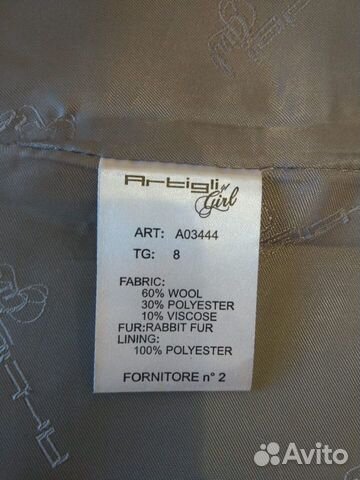 Artigli
Girl
ART: A03444
TG: 8
FABRIC:
60% WOOL
30% POLYESTER
10% VISCOSE
FUR:RABBIT FUR
LINING:
100% POLYESTER
FORNITORE n° 2
Avito